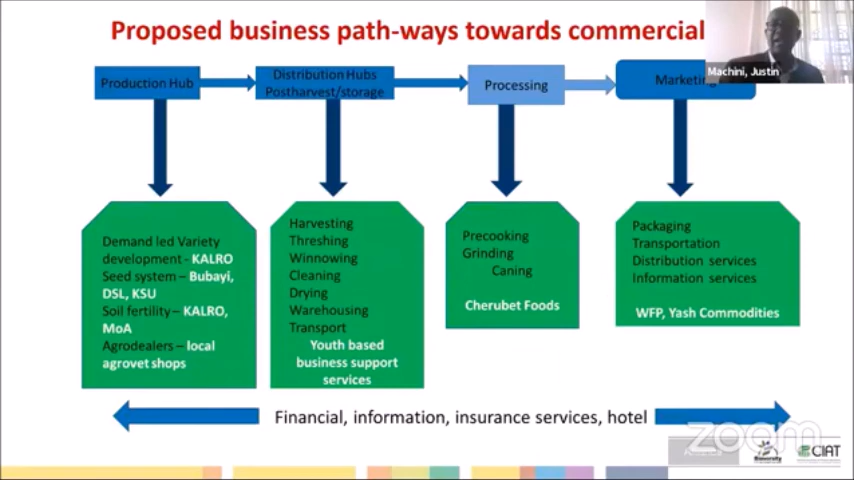 Proposed business path-ways towards commercial
Machini, Justin
Production Hub
Distribution Hubs
Postharvest/storage
Processing
Marketing
Demand led Variety
development - KALRO
Seed system – Bubayi,
DSL, KSU
Soil fertility – KALRO,
MoA
Agrodealers – local
agrovet shops
Harvesting
Threshing
Winnowing
Cleaning
Drying
Warehousing
Transport
Youth based
business support
services
Precooking
Grinding
Caning
Cherubet Foods
Packaging
Transportation
Distribution services
Information services
WFP, Yash Commodities
Financial, information, insurance services, hotel
zoom
Bioversity
CIAT